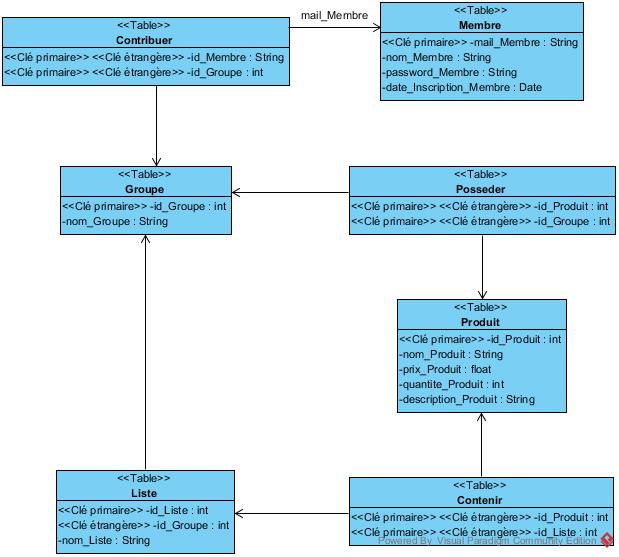 <<Table>>
Contribuer
<<Clé primaire>> <<Clé étrangère>> -id_Membre : String
<<Clé primaire>> <<Clé étrangère>> -id_Groupe : int
mail_Membre
<<Table>>
Membre
<<Clé primaire>> -mail_Membre : String
-nom_Membre : String
-password_Membre : String
-date_Inscription_Membre : Date
<<Table>>
Groupe
<<Clé primaire>> -id_Groupe : int
-nom_Groupe : String
<<Table>>
Posseder
<<Clé primaire>> <<Clé étrangère>> -id_Produit : int
<<Clé primaire>> <<Clé étrangère>> -id_Groupe : int
<<Table>>
Produit
<<Clé primaire>> -id_Produit : int
-nom_Produit : String
-prix_Produit : float
-quantite_Produit : int
-description_Produit : String
<<Table>>
Liste
<<Clé primaire>> -id_Liste : int
<<Clé étrangère>> -id_Groupe : int
-nom_Liste : String
<<Table>>
Contenir
<<Clé primaire>> <<Clé étrangère>> -id_Produit : int
<<Clé primaire>> <<Clé étrangère>> -id_Liste : int
Powered By Visual Paradigm Community Edition